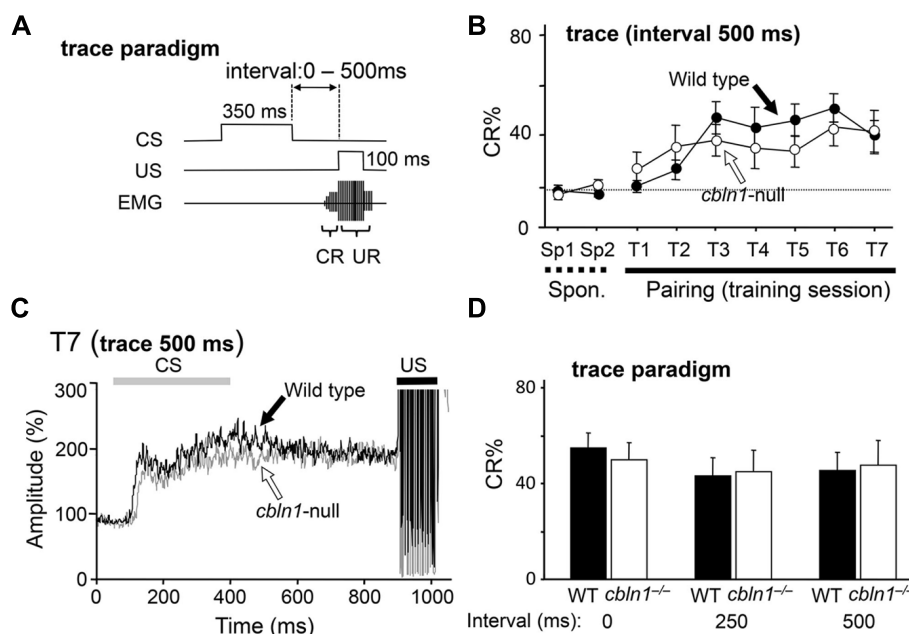 A
trace paradigm
interval:0 – 500ms
350 ms
CS
US
100 ms
EMG
CR UR
B
trace (interval 500 ms)
80
40
0
CR%
Wild type
cbln1-null
Sp1 Sp2 T1 T2 T3 T4 T5 T6 T7
Spon. Pairing (training session)
C
T7 (trace 500 ms)
CS
US
300
200
100
0
Amplitude (%)
Wild type
cbln1-null
0 200 400 600 800 1000
Time (ms)
D
trace paradigm
80
40
0
CR%
WT cbln1–/– WT cbln1–/– WT cbln1–/–
Interval (ms): 0 250 500